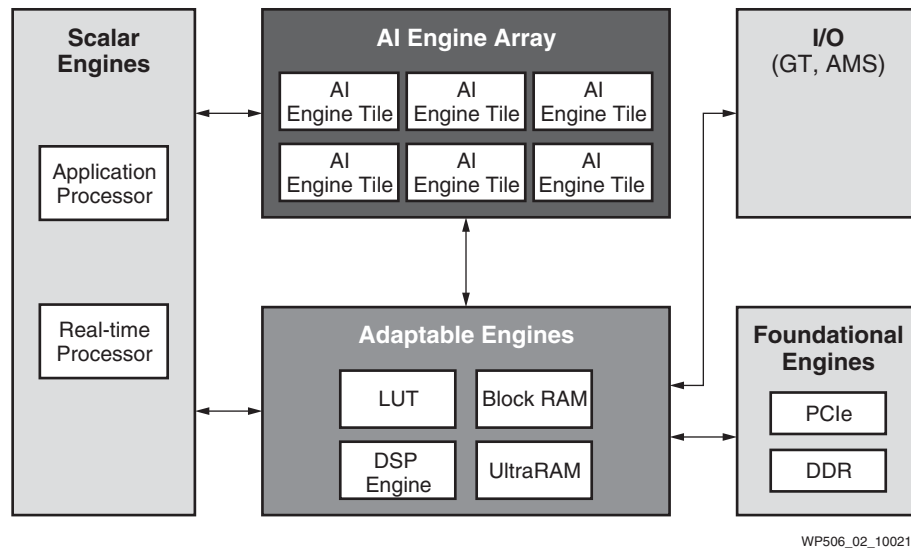 Scalar
Engines
Application
Processor
Real-time
Processor
AI Engine Array
AI
Engine Tile
AI
Engine Tile
AI
Engine Tile
AI
Engine Tile
AI
Engine Tile
AI
Engine Tile
Adaptable Engines
LUT
Block RAM
DSP
Engine
UltraRAM
I/O
(GT, AMS)
Foundational
Engines
PCIe
DDR
WP506_02_10021